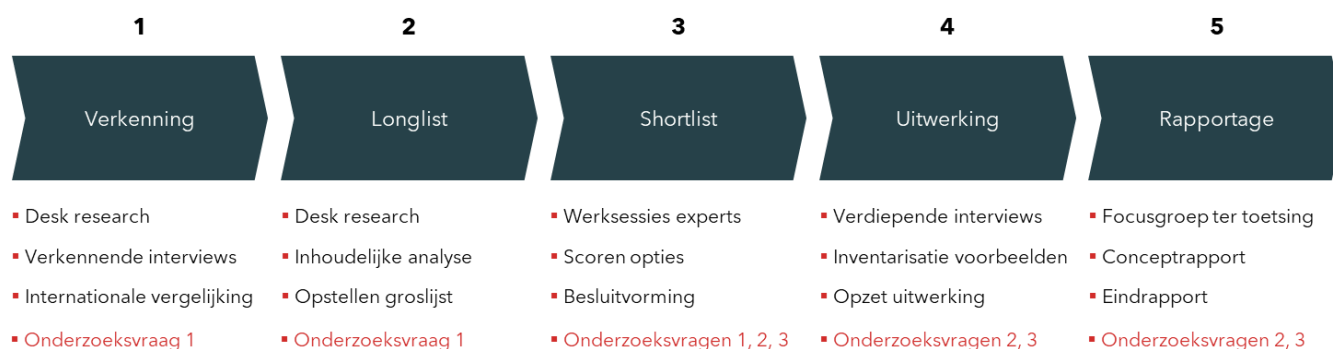 1 2 3 4 5
Verkenning Longlist Shortlist Uitwerking Rapportage
▪ Desk research ▪ Desk research ▪ Werksessies experts ▪ Verdiepende interviews ▪ Focusgroep ter toetsing
▪ Verkennende interviews ▪ Inhoudelijke analyse ▪ Scoren opties ▪ Inventarisatie voorbeelden ▪ Conceptrapport
▪ Internationale vergelijking ▪ Opstellen groslijst ▪ Besluitvorming ▪ Opzet uitwerking ▪ Eindrapport
▪ Onderzoeksvraag 1 ▪ Onderzoeksvraag 1 ▪ Onderzoeksvragen 1, 2, 3 ▪ Onderzoeksvragen 2, 3 ▪ Onderzoeksvragen 2, 3